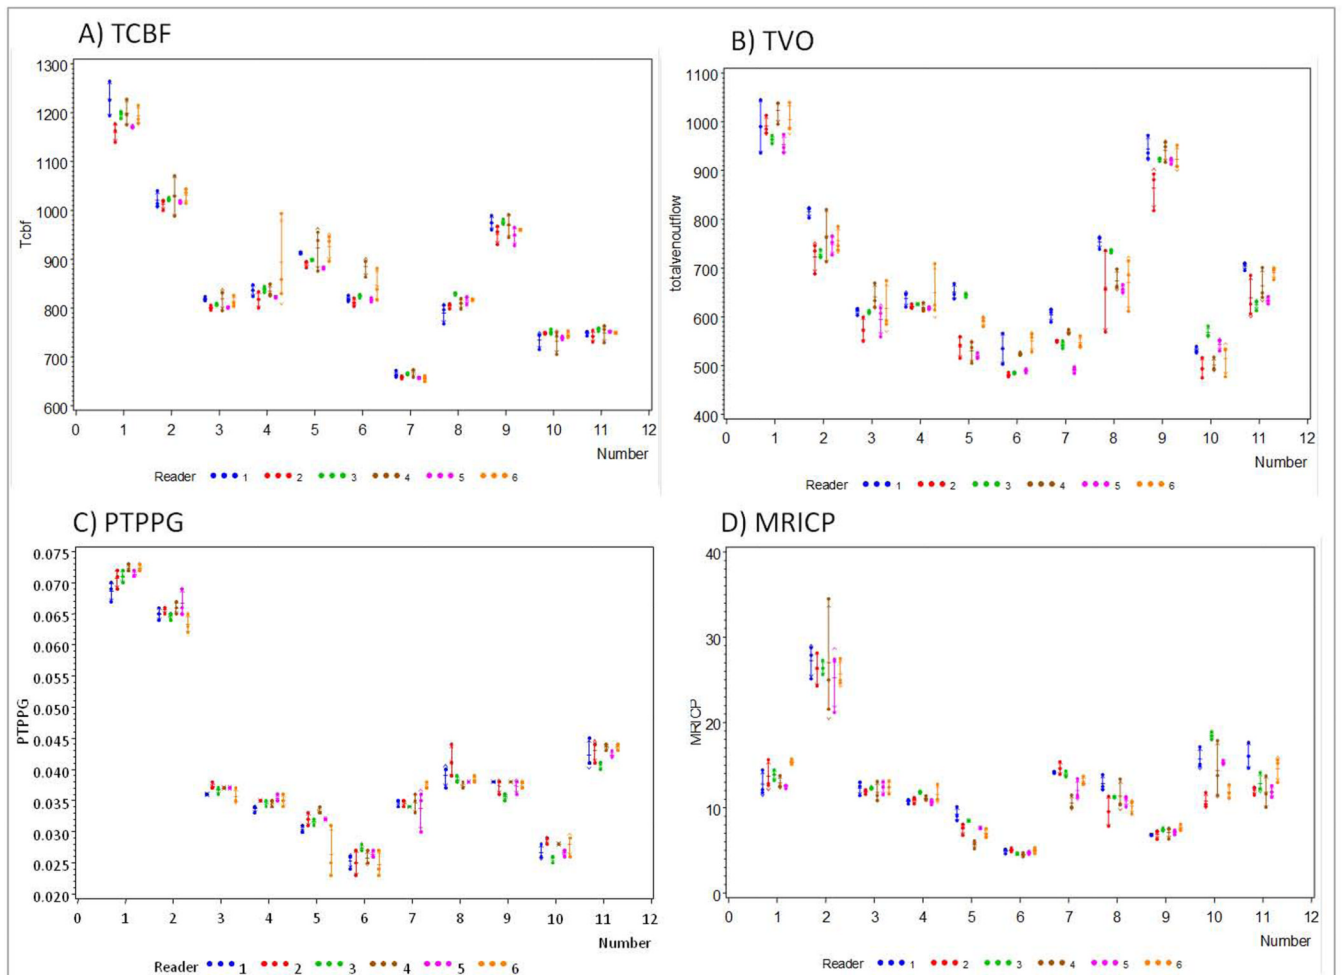 A) TCBF
1300
1200
1100
1000
900
800
700
600
Tcbf
0 1 2 3 4 5 6 7 8 9 10 11 12
Number
Reader 1 2 3 4 5 6
B) TVO
1100
1000
900
800
700
600
500
400
totalvenoutflow
0 1 2 3 4 5 6 7 8 9 10 11 12
Number
Reader 1 2 3 4 5 6
C) PTPPG
0.075
0.070
0.065
0.060
0.055
0.050
0.045
0.040
0.035
0.030
0.025
0.020
PTPPG
0 1 2 3 4 5 6 7 8 9 10 11 12
Number
Reader 1 2 3 4 5 6
D) MRICP
40
30
20
10
0
MRICP
0 1 2 3 4 5 6 7 8 9 10 11 12
Number
Reader 1 2 3 4 5 6